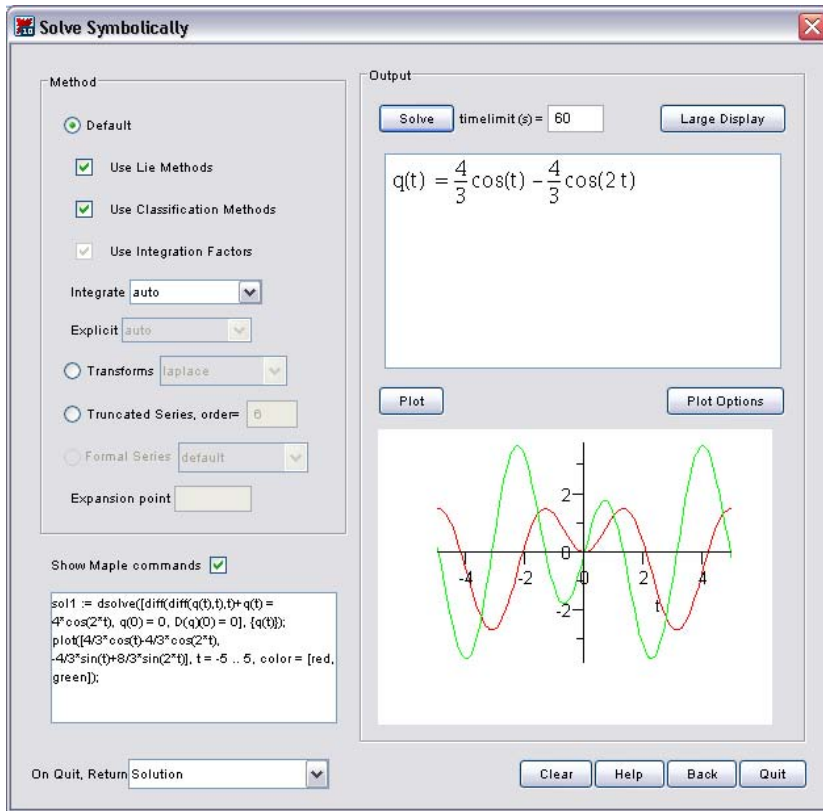 Solve Symbolically
Method
Default
Use Lie Methods
Use Classification Methods
Use Integration Factors
Integrate auto
Explicit auto
Transforms laplace
Truncated Series, order= 6
Formal Series default
Expansion point
Show Maple commands
sol1 := dsolve([diff(diff(q(t),t),t)+q(t) =
4*cos(2*t), q(0) = 0, D(q)(0) = 0], {q(t)});
plot([4/3*cos(t)-4/3*cos(2*t),
-4/3*sin(t)+8/3*sin(2*t)], t = -5 .. 5, color = [red,
green]);
On Quit, Return Solution
Output
Solve timelimit (s) = 60 Large Display
q(t) = 4/3 cos(t) - 4/3 cos(2 t)
Plot Plot Options
2
0
-4 -2 0 2 4
t
-2
Clear Help Back Quit